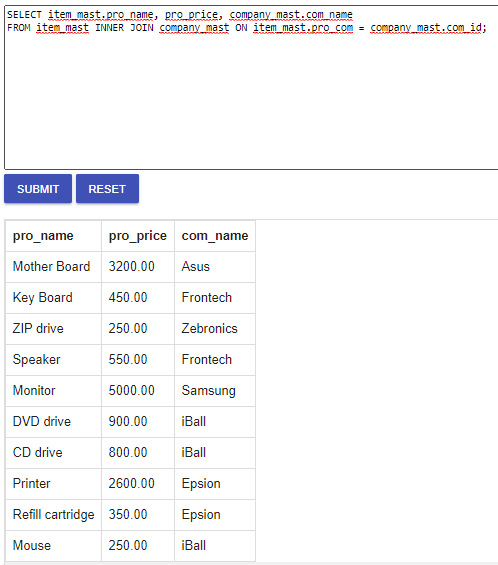 SELECT item_mast.pro_name, pro_price, company_mast.com_name
FROM item_mast INNER JOIN company_mast ON item_mast.pro_com = company_mast.com_id;
SUBMIT RESET
pro_name pro_price com_name
Mother Board 3200.00 Asus
Key Board 450.00 Frontech
ZIP drive 250.00 Zebronics
Speaker 550.00 Frontech
Monitor 5000.00 Samsung
DVD drive 900.00 iBall
CD drive 800.00 iBall
Printer 2600.00 Epsion
Refill cartridge 350.00 Epsion
Mouse 250.00 iBall